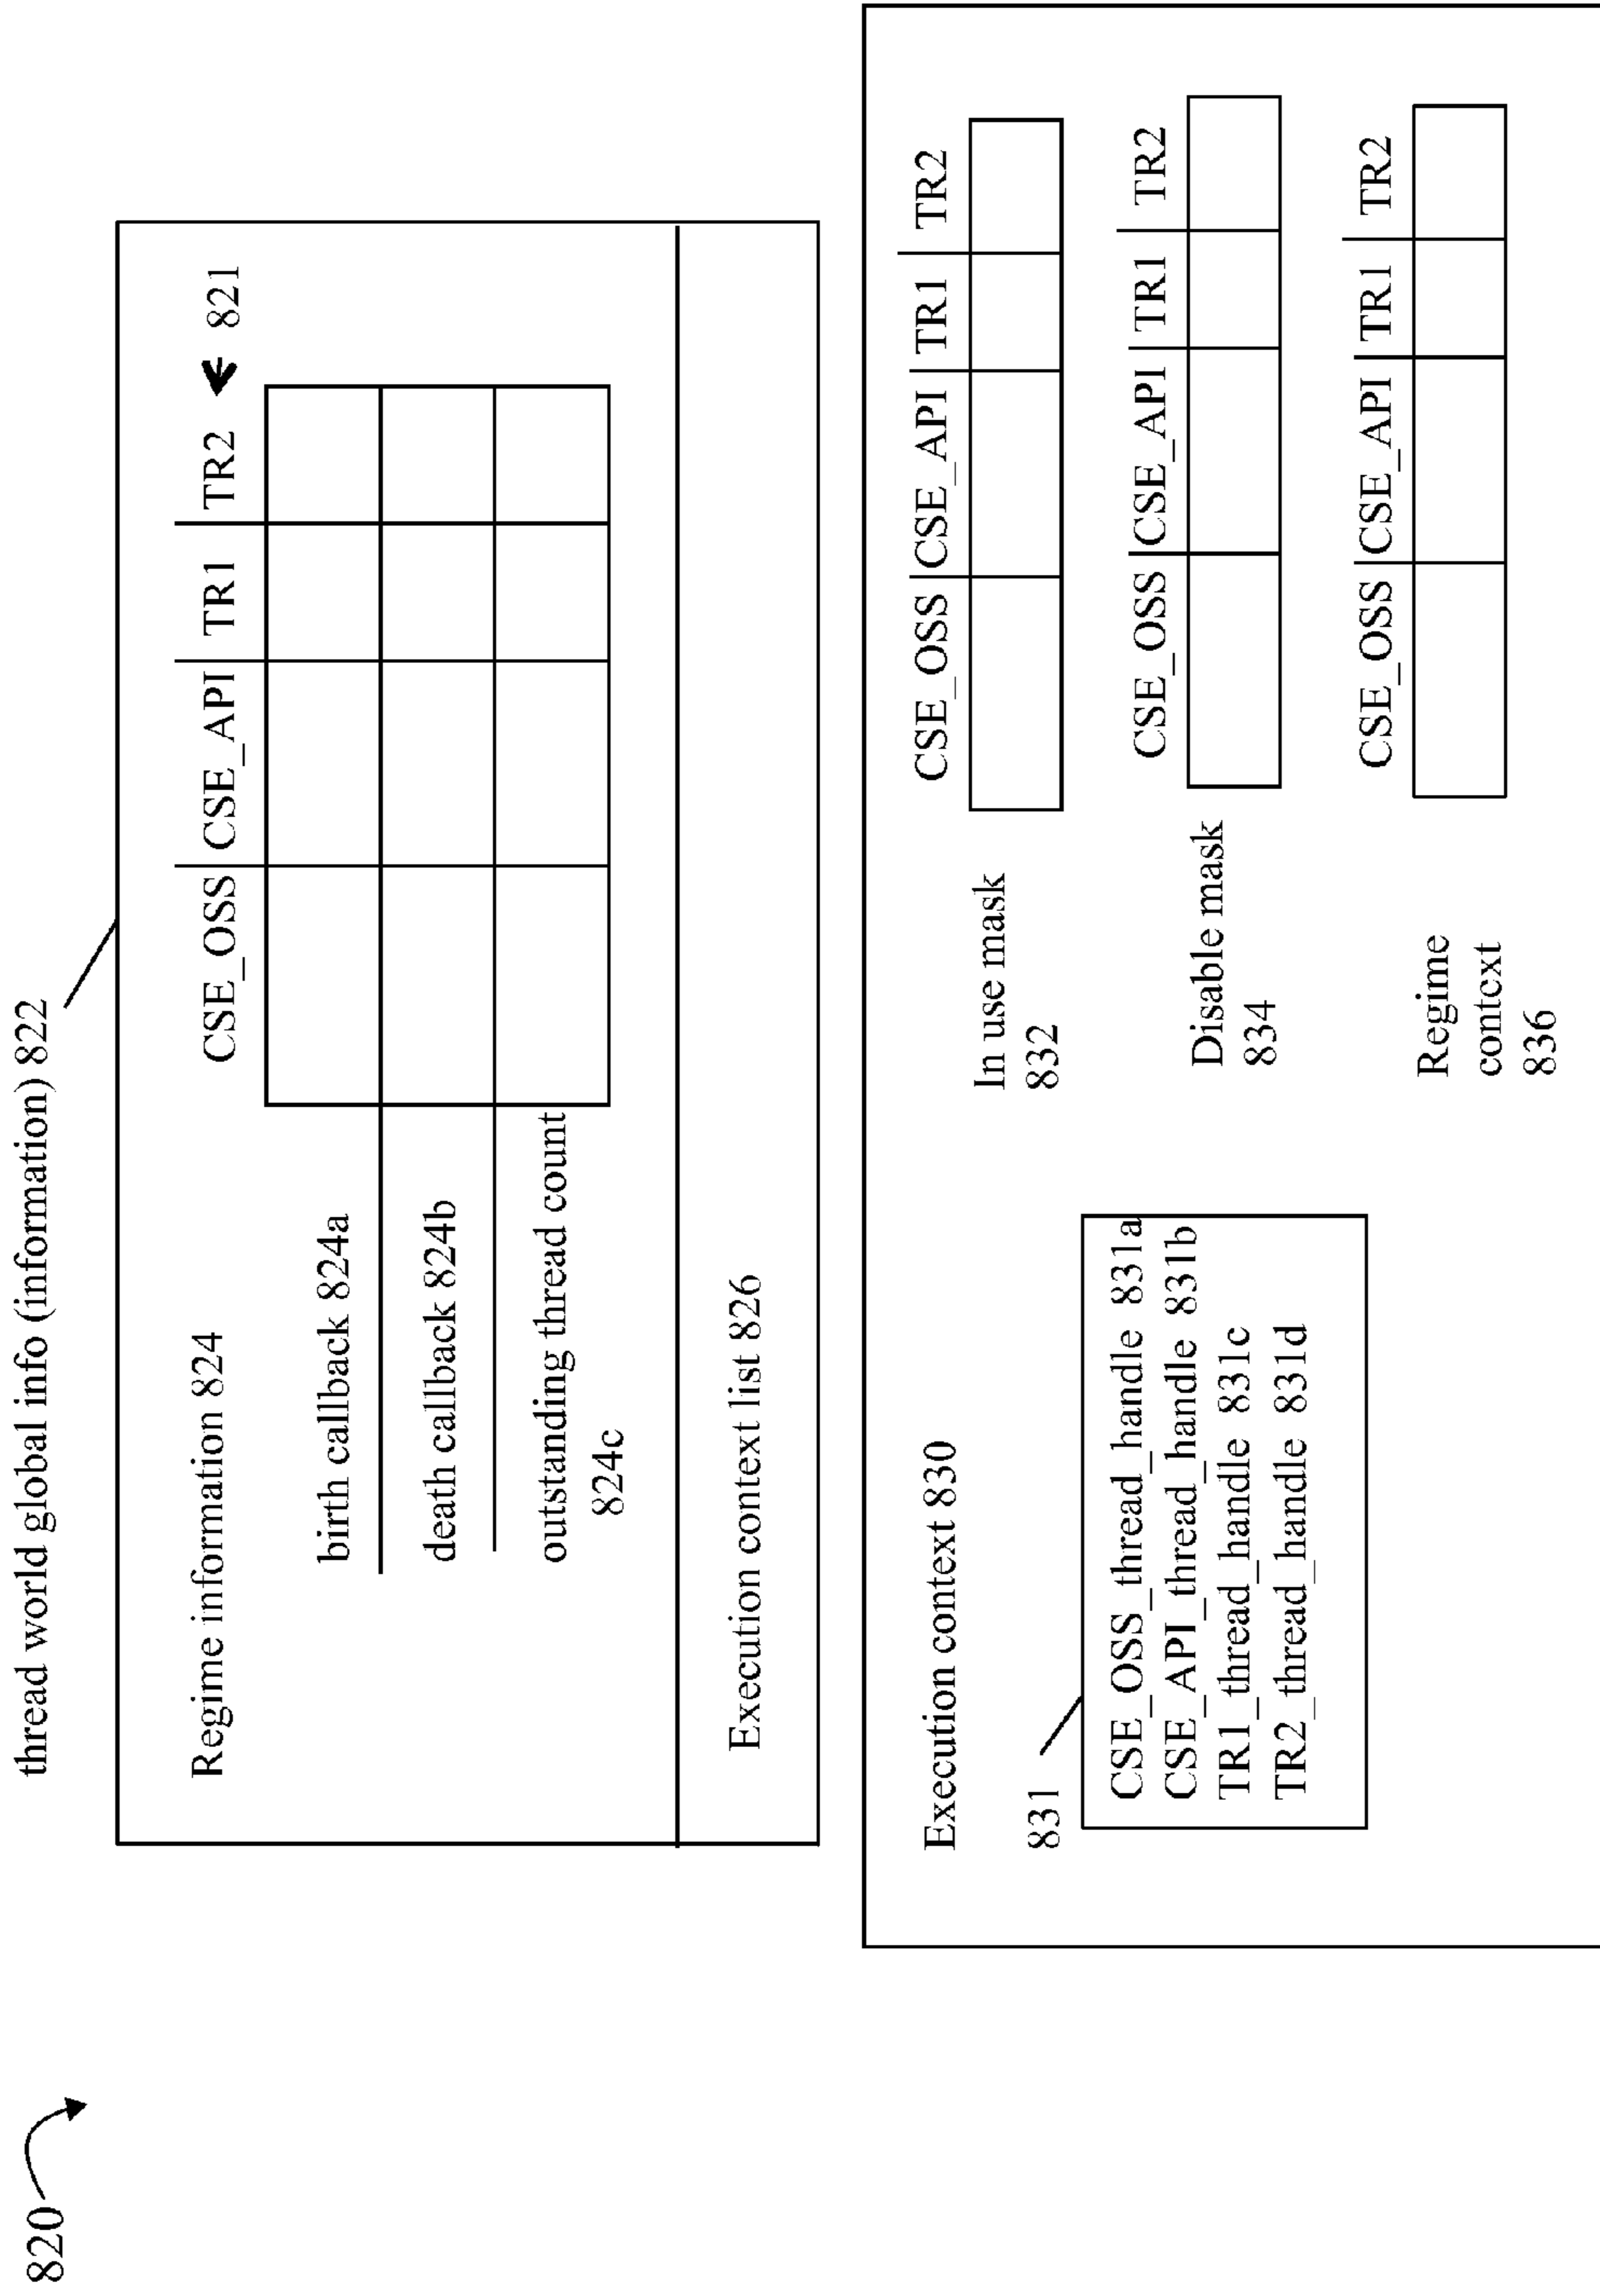 820
thread world global info (information) 822
Regime information 824
CSE_OSS CSE_API TR1 TR2 821
birth callback 824a
death callback 824b
outstanding thread count
824c
Execution context list 826
Execution context 830
831
CSE_OSS_thread_handle 831a
CSE_API_thread_handle 831b
TR1_thread_handle 831c
TR2_thread_handle 831d
CSE_OSS CSE_API TR1 TR2
In use mask
832
CSE_OSS CSE_API TR1 TR2
Disable mask
834
CSE_OSS CSE_API TR1 TR2
Regime
context
836